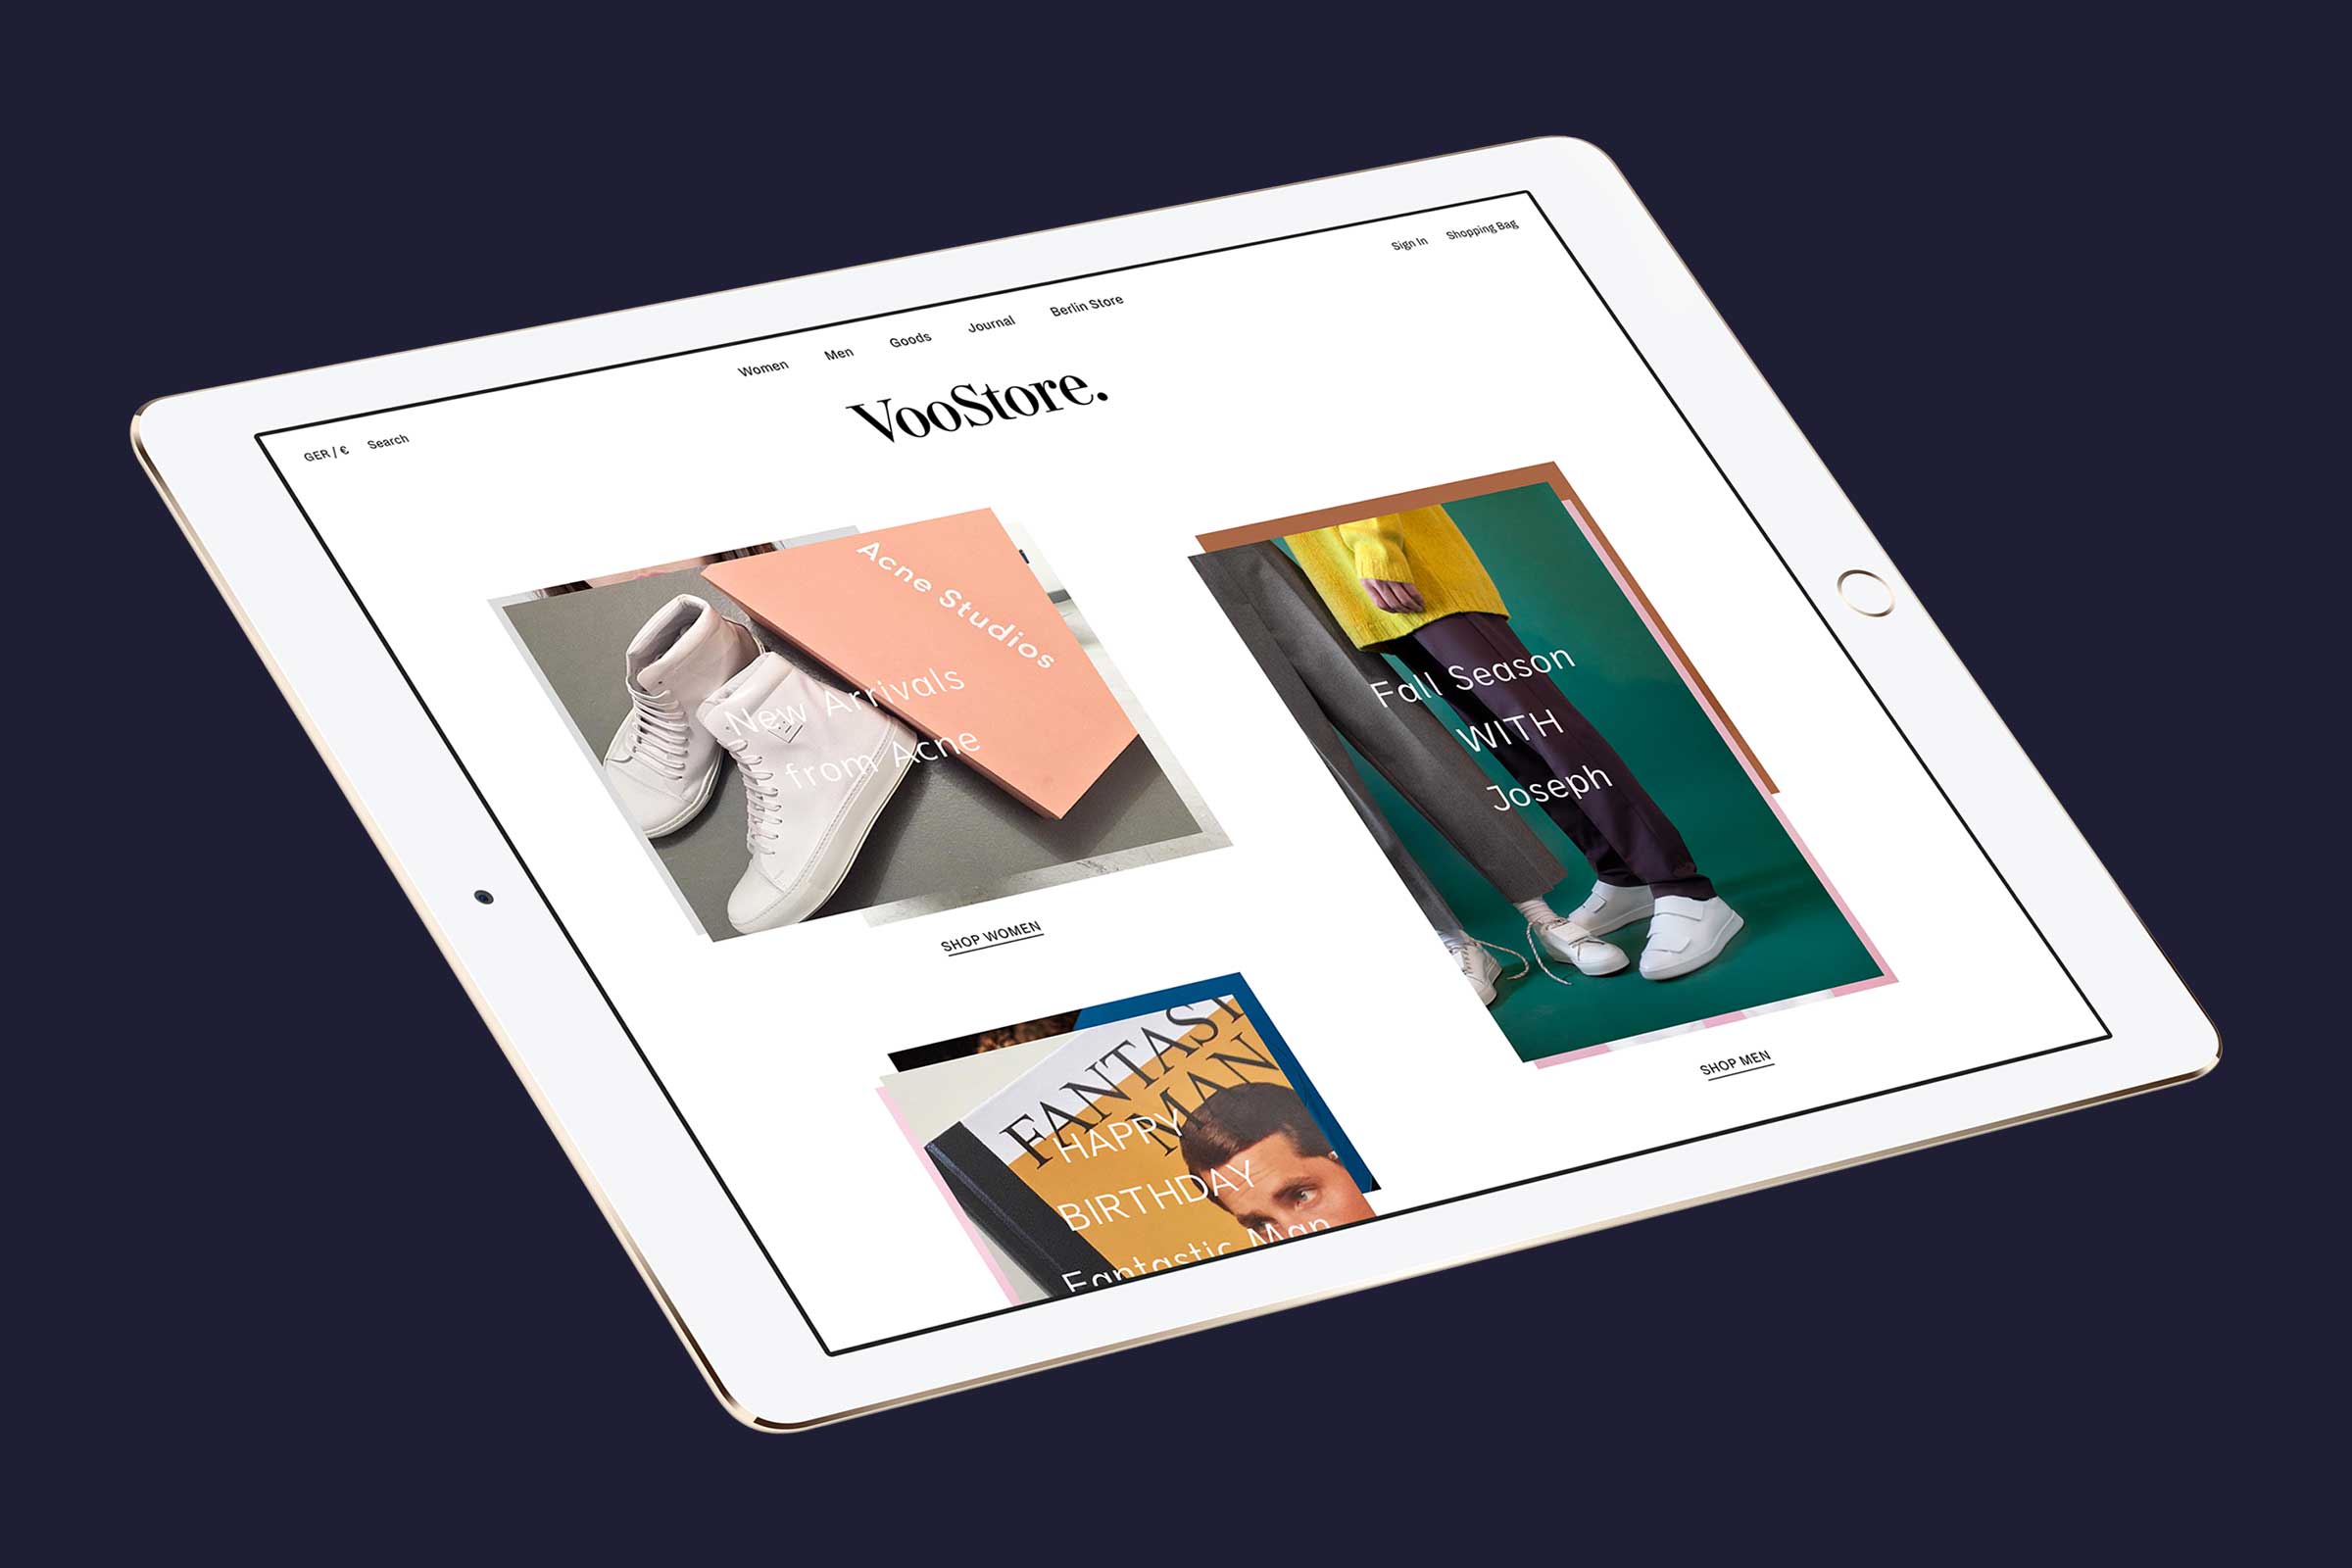 GER / €
Search
Women
Men
Goods
Journal
Berlin Store
Sign In
Shopping Bag
VooStore.
Acne Studios
New Arrivals
from Acne
SHOP WOMEN
Fall Season
WITH
Joseph
SHOP MEN
FANTAST
MAN
HAPPY
BIRTHDAY
Fantastic Man